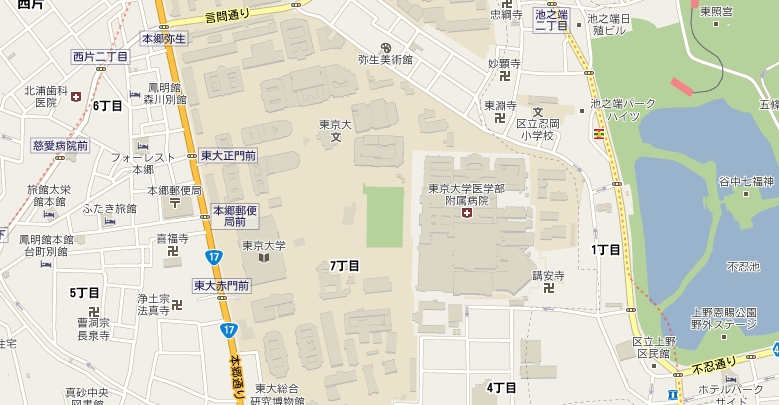 西片
言問通り
忠綱寺
池之端
二丁目
池之端日
殖ビル
東照宮
本郷弥生
西片二丁目
弥生美術館
妙顕寺
北浦歯科
医院
鳳明館
森川別館
6丁目
東淵寺
池之端パーク
ハイツ
五條
東京大
文
文
区立忍岡
小学校
慈愛病院前
フォーレスト
本郷
東大正門前
旅館太栄
館本館
本郷郵便局
東京大学医学部
附属病院
谷中七福神
ふたき旅館
本郷郵便
局前
下
鳳明館本館
台町別館
喜福寺
東京大学
1丁目
17
7丁目
不忍池
講安寺
東大赤門前
5丁目
浄土宗
法真寺
上野恩賜公園
野外ステージ
曹洞宗
長泉寺
17
住宅
本郷通り
区立上野
区民館
不忍通り
4
真砂中央
図書館
東大総合
研究博物館
4丁目
ホテルパーク
サイド